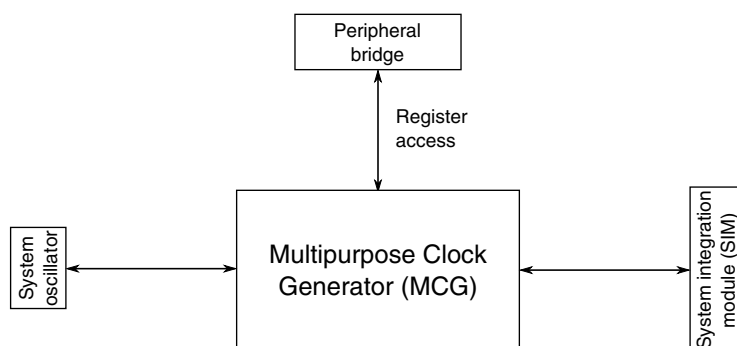 Peripheral
bridge
Register
access
System
oscillator
Multipurpose Clock
Generator (MCG)
System integration
module (SIM)